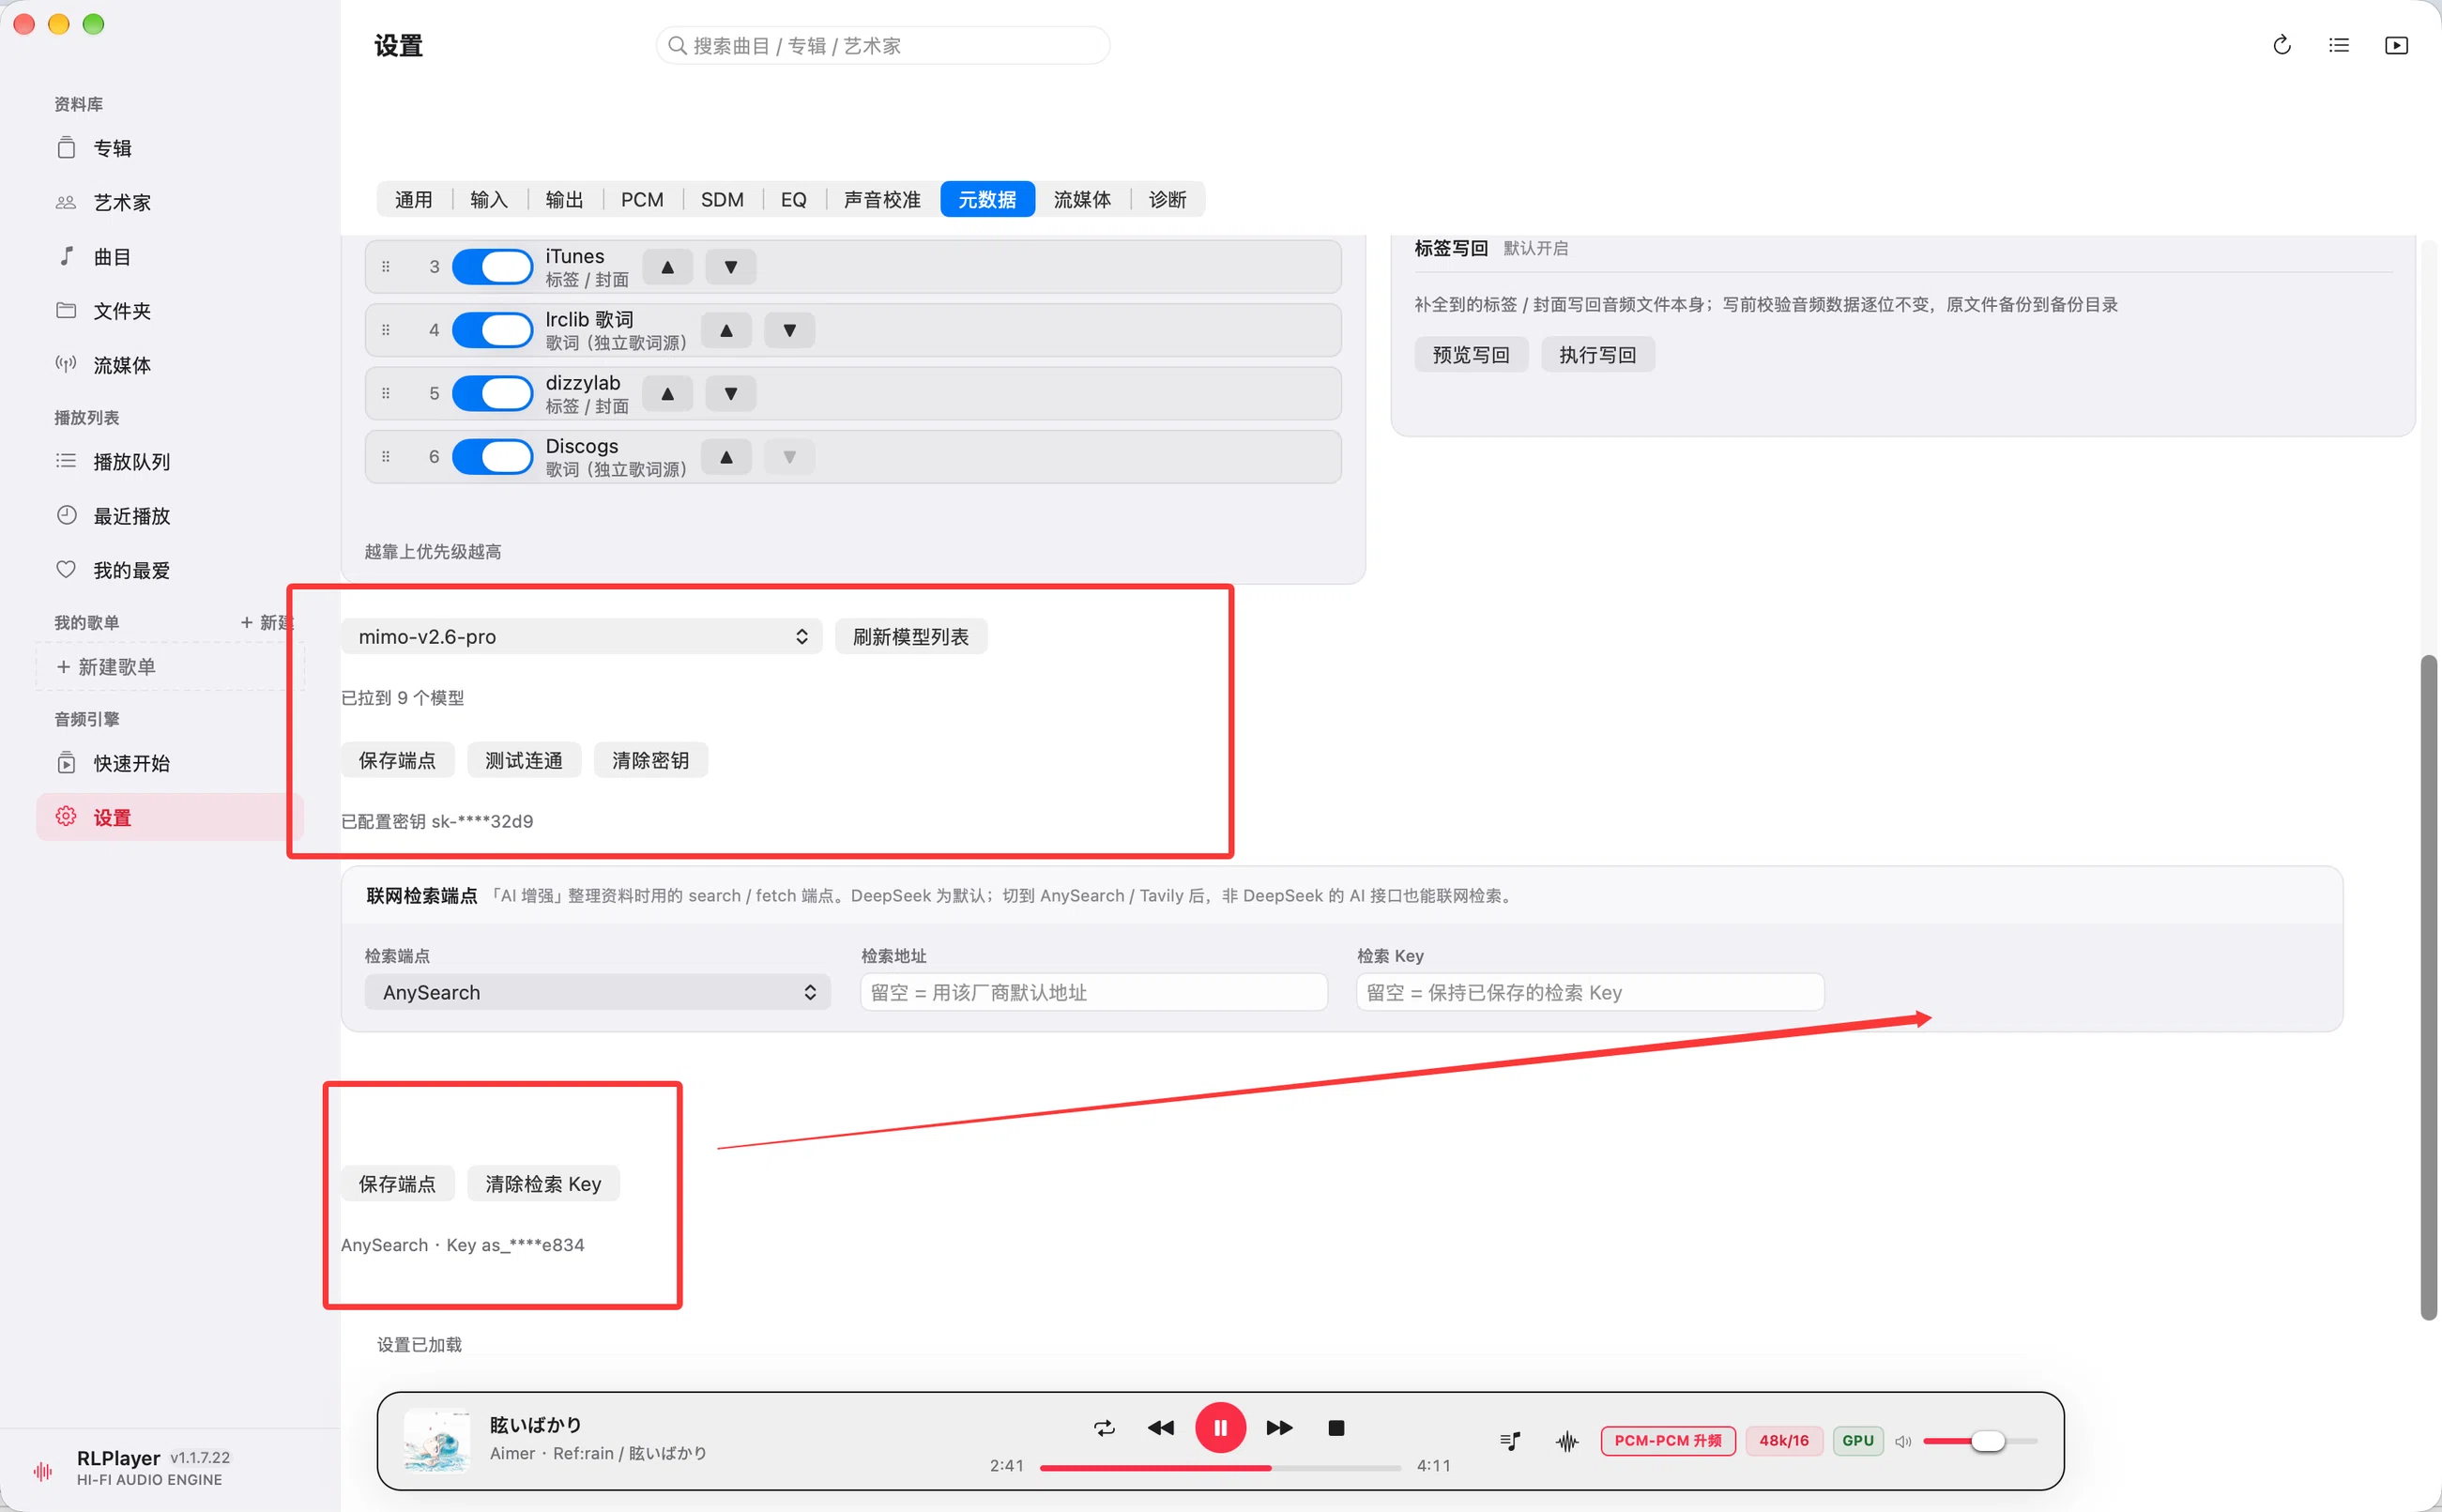 设置
搜索曲目 / 专辑 / 艺术家
资料库
专辑
艺术家
曲目
文件夹
流媒体
播放列表
播放队列
最近播放
我的最爱
我的歌单
+ 新建
+ 新建歌单
音频引擎
快速开始
设置
RLPlayer v1.1.7.22
HI-FI AUDIO ENGINE
通用 输入 输出 PCM SDM EQ 声音校准 元数据 流媒体 诊断
3 iTunes
标签 / 封面
▲ ▼
4 lrclib 歌词
歌词（独立歌词源）
▲ ▼
5 dizzylab
标签 / 封面
▲ ▼
6 Discogs
歌词（独立歌词源）
▲ ▼
越靠上优先级越高
标签写回 默认开启
补全到的标签 / 封面写回音频文件本身；写前校验音频数据逐位不变，原文件备份到备份目录
预览写回 执行写回
mimo-v2.6-pro 刷新模型列表
已拉到 9 个模型
保存端点 测试连通 清除密钥
已配置密钥 sk-****32d9
联网检索端点 「AI 增强」整理资料时用的 search / fetch 端点。DeepSeek 为默认；切到 AnySearch / Tavily 后，非 DeepSeek 的 AI 接口也能联网检索。
检索端点 检索地址 检索 Key
AnySearch 留空 = 用该厂商默认地址 留空 = 保持已保存的检索 Key
保存端点 清除检索 Key
AnySearch · Key as_****e834
设置已加载
眩いばかり
Aimer · Ref:rain / 眩いばかり
2:41 4:11
PCM-PCM 升频 48k/16 GPU